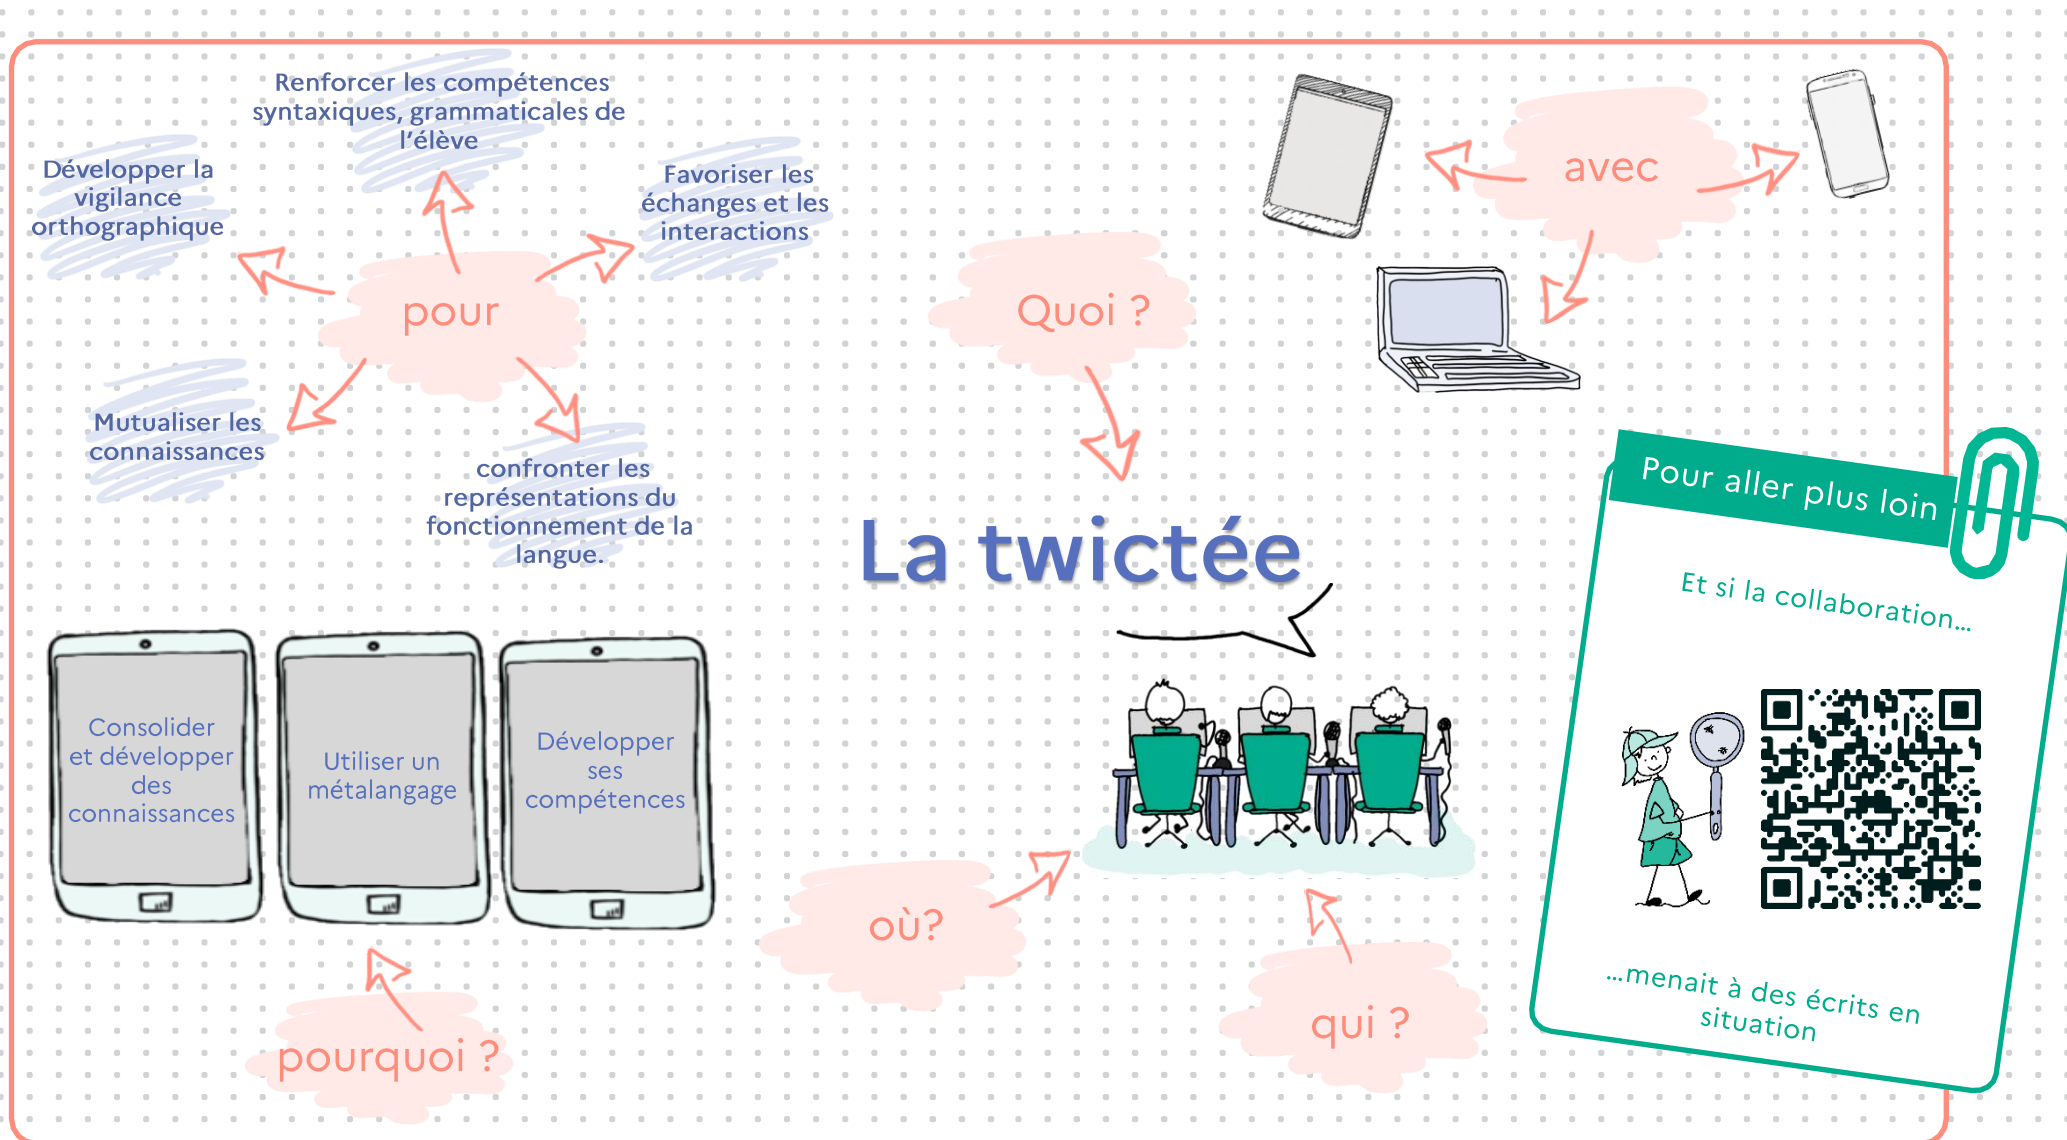 Renforcer les compétences
syntaxiques, grammaticales de
l'élève
Développer la
vigilance
orthographique
Favoriser les
échanges et les
interactions
pour
Mutualiser les
connaissances
confronter les
représentations du
fonctionnement de la
langue.
avec
Quoi ?
La twictée
Consolider
et développer
des
connaissances
Utiliser un
métalangage
Développer
ses
compétences
pourquoi ?
où?
qui ?
Pour aller plus loin
Et si la collaboration...
...menait à des écrits en
situation